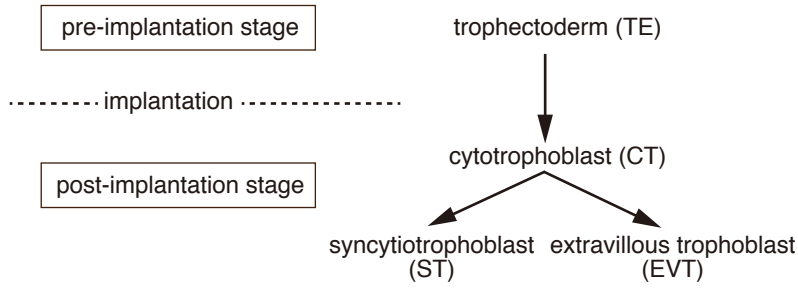 pre-implantation stage
trophectoderm (TE)
implantation
cytotrophoblast (CT)
post-implantation stage
syncytiotrophoblast
(ST)
extravillous trophoblast
(EVT)